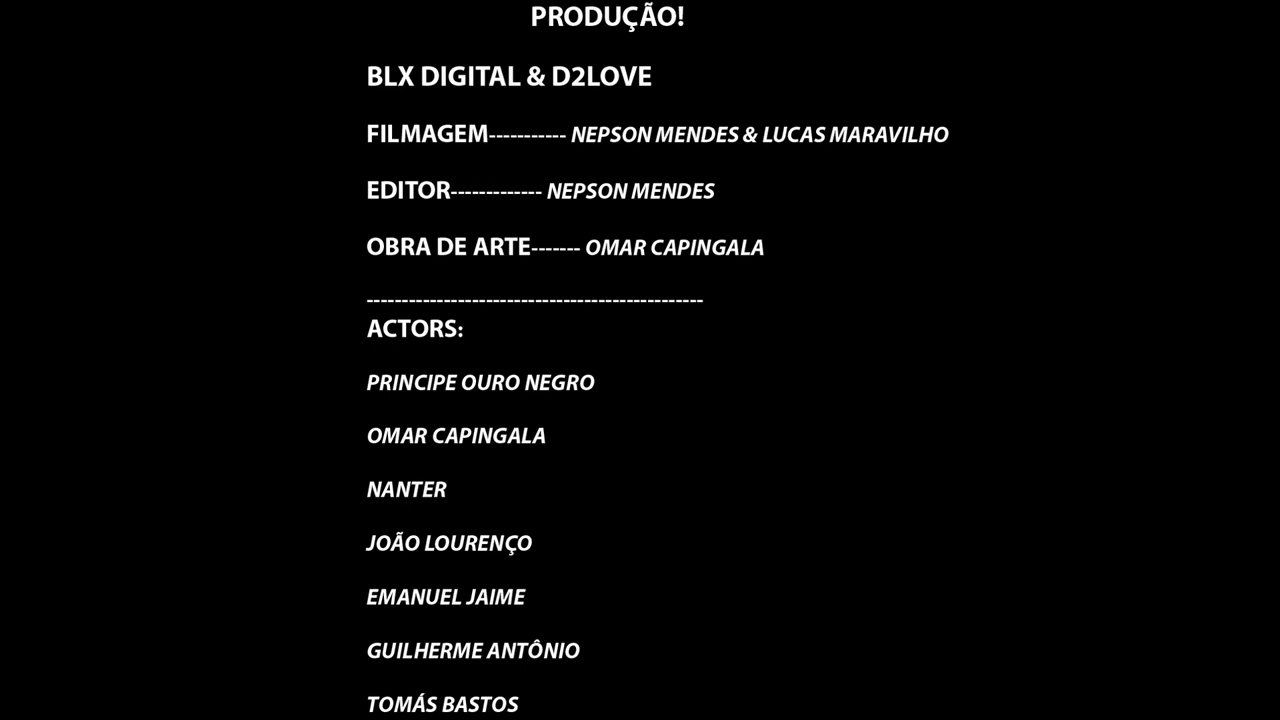 PRODUÇÃO!
BLX DIGITAL & D2LOVE
FILMAGEM----------- NEPSON MENDES & LUCAS MARAVILHO
EDITOR------------- NEPSON MENDES
OBRA DE ARTE------- OMAR CAPINGALA
------------------------------------------------
ACTORS:
PRINCIPE OURO NEGRO
OMAR CAPINGALA
NANTER
JOÃO LOURENÇO
EMANUEL JAIME
GUILHERME ANTÔNIO
TOMÁS BASTOS